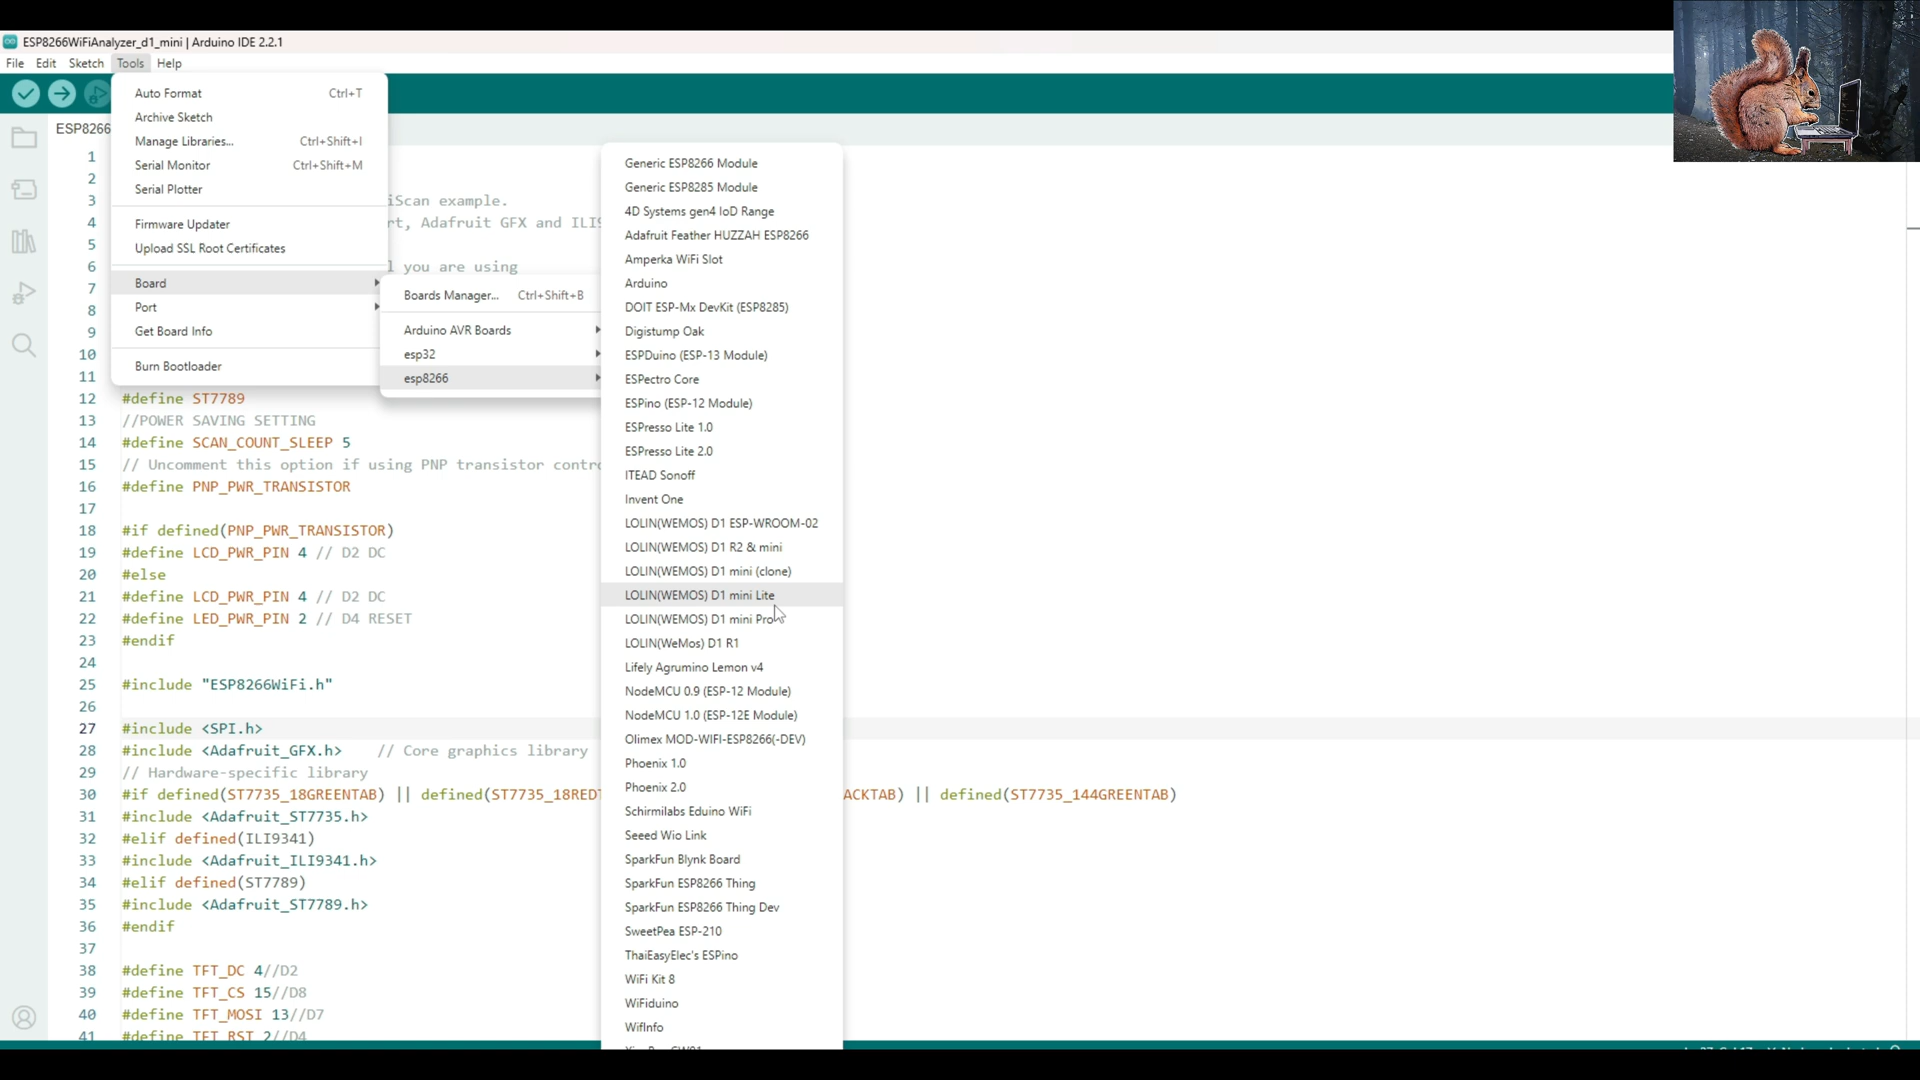 ESP8266WiFiAnalyzer_d1_mini | Arduino IDE 2.2.1
File Edit Sketch Tools Help
Auto Format Ctrl+T
Archive Sketch
Manage Libraries... Ctrl+Shift+I
Serial Monitor Ctrl+Shift+M
Serial Plotter
Firmware Updater
Upload SSL Root Certificates
Board
Port
Get Board Info
Burn Bootloader
Boards Manager... Ctrl+Shift+B
Arduino AVR Boards
esp32
esp8266
Generic ESP8266 Module
Generic ESP8285 Module
4D Systems gen4 IoD Range
Adafruit Feather HUZZAH ESP8266
Amperka WiFi Slot
Arduino
DOIT ESP-Mx DevKit (ESP8285)
Digistump Oak
ESPDuino (ESP-13 Module)
ESPectro Core
ESPino (ESP-12 Module)
ESPresso Lite 1.0
ESPresso Lite 2.0
ITEAD Sonoff
Invent One
LOLIN(WEMOS) D1 ESP-WROOM-02
LOLIN(WEMOS) D1 R2 & mini
LOLIN(WEMOS) D1 mini (clone)
LOLIN(WEMOS) D1 mini Lite
LOLIN(WEMOS) D1 mini Pro
LOLIN(WeMos) D1 R1
Lifely Agrumino Lemon v4
NodeMCU 0.9 (ESP-12 Module)
NodeMCU 1.0 (ESP-12E Module)
Olimex MOD-WIFI-ESP8266(-DEV)
Phoenix 1.0
Phoenix 2.0
Schirmilabs Eduino WiFi
Seeed Wio Link
SparkFun Blynk Board
SparkFun ESP8266 Thing
SparkFun ESP8266 Thing Dev
SweetPea ESP-210
ThaiEasyElec's ESPino
WiFi Kit 8
WiFiduino
WifInfo
ESP8266
1
2
3 iScan example.
4 rt, Adafruit GFX and ILI9
5
6 l you are using
7
8
9
10
11
12 #define ST7789
13 //POWER SAVING SETTING
14 #define SCAN_COUNT_SLEEP 5
15 // Uncomment this option if using PNP transistor contro
16 #define PNP_PWR_TRANSISTOR
17
18 #if defined(PNP_PWR_TRANSISTOR)
19 #define LCD_PWR_PIN 4 // D2 DC
20 #else
21 #define LCD_PWR_PIN 4 // D2 DC
22 #define LED_PWR_PIN 2 // D4 RESET
23 #endif
24
25 #include "ESP8266WiFi.h"
26
27 #include <SPI.h>
28 #include <Adafruit_GFX.h> // Core graphics library
29 // Hardware-specific library
30 #if defined(ST7735_18GREENTAB) || defined(ST7735_18REDT ACKTAB) || defined(ST7735_144GREENTAB)
31 #include <Adafruit_ST7735.h>
32 #elif defined(ILI9341)
33 #include <Adafruit_ILI9341.h>
34 #elif defined(ST7789)
35 #include <Adafruit_ST7789.h>
36 #endif
37
38 #define TFT_DC 4//D2
39 #define TFT_CS 15//D8
40 #define TFT_MOSI 13//D7
41 #define TFT_RST 2//D4